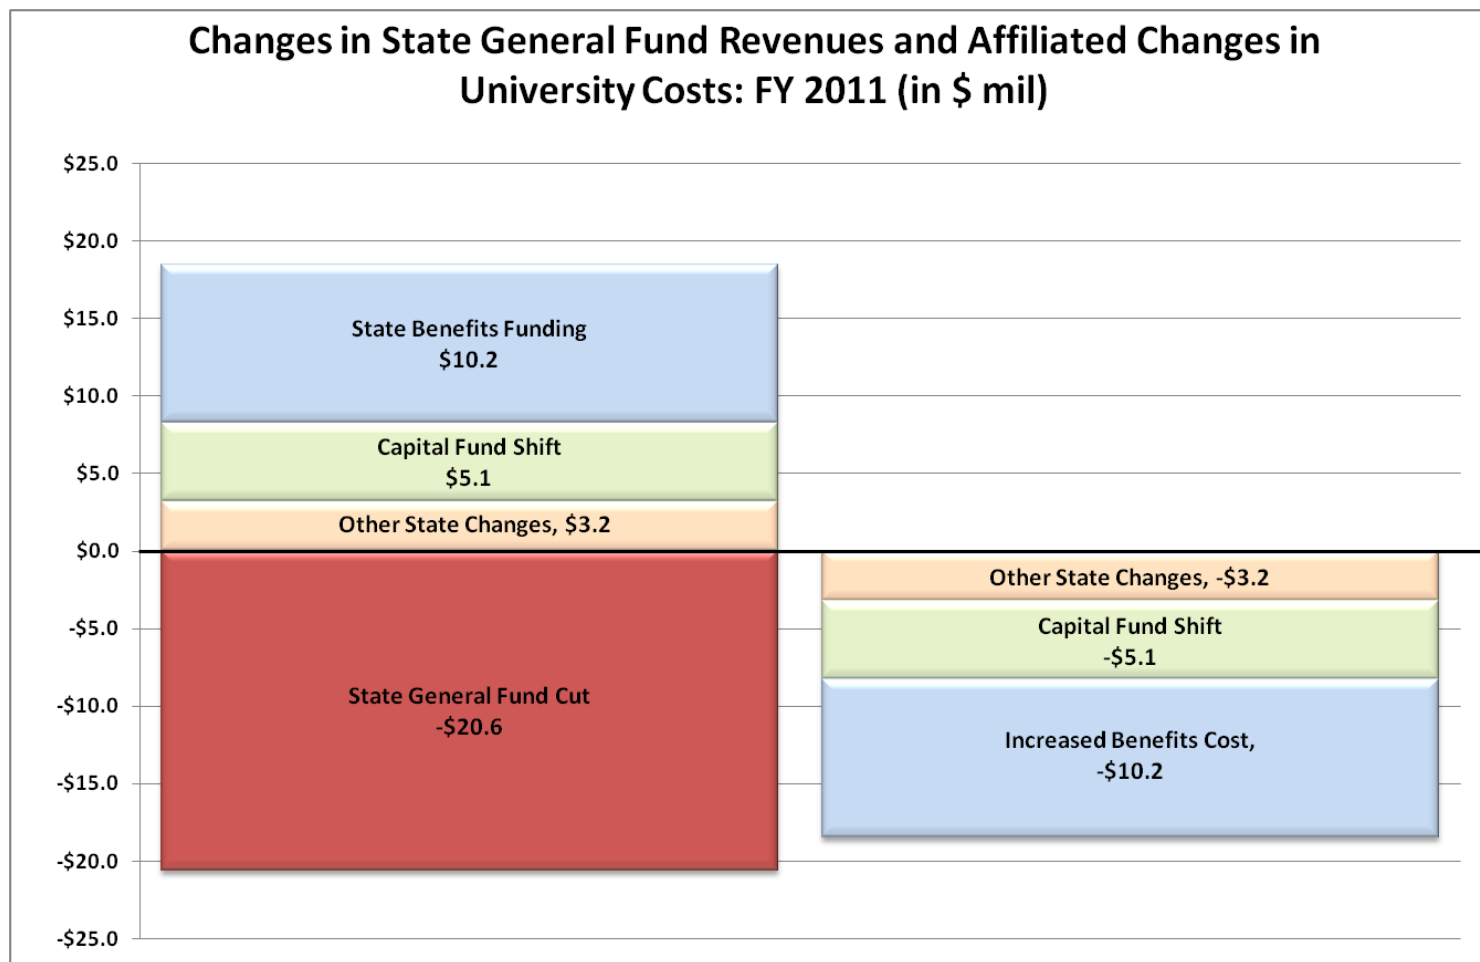 Changes in State General Fund Revenues and Affiliated Changes in
University Costs: FY 2011 (in $ mil)
$25.0
$20.0
$15.0
$10.0
$5.0
$0.0
-$5.0
-$10.0
-$15.0
-$20.0
-$25.0
State Benefits Funding
$10.2
Capital Fund Shift
$5.1
Other State Changes, $3.2
State General Fund Cut
-$20.6
Other State Changes, -$3.2
Capital Fund Shift
-$5.1
Increased Benefits Cost,
-$10.2